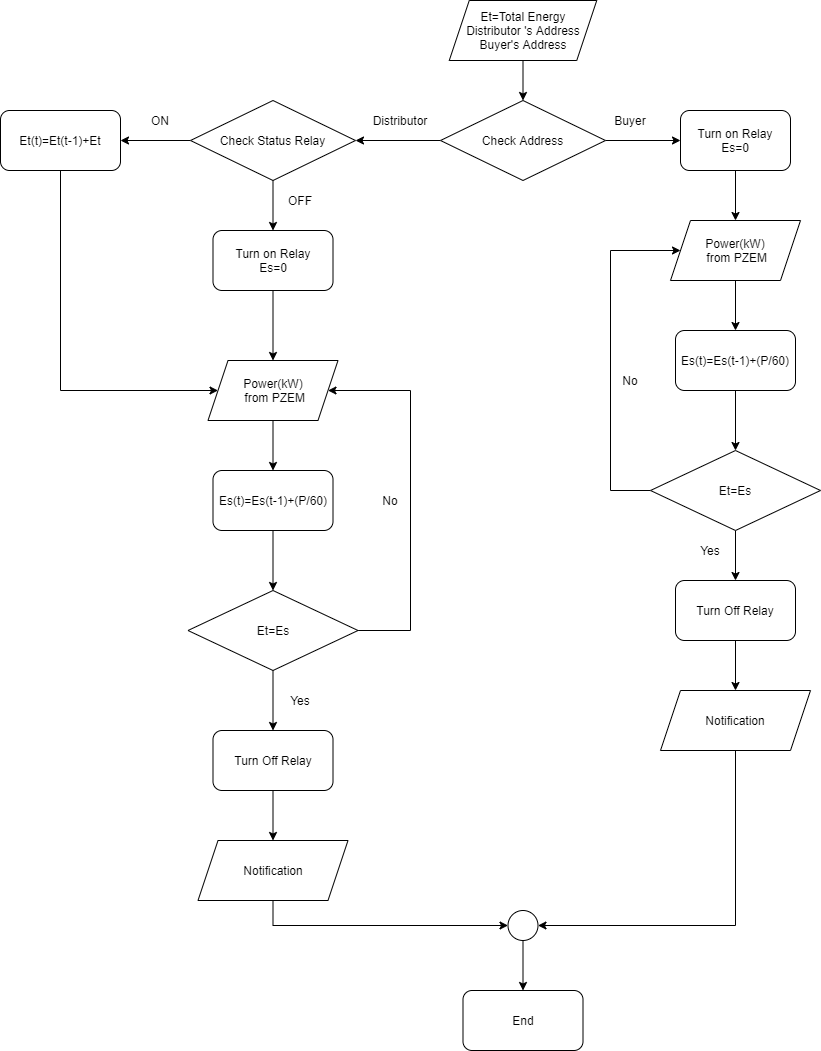 Et=Total Energy
Distributor 's Address
Buyer's Address
ON
Distributor
Buyer
Et(t)=Et(t-1)+Et
Check Status Relay
Check Address
Turn on Relay
Es=0
OFF
Turn on Relay
Es=0
Power(kW)
from PZEM
Es(t)=Es(t-1)+(P/60)
No
Et=Es
Yes
Turn Off Relay
Notification
Power(kW)
from PZEM
Es(t)=Es(t-1)+(P/60)
No
Et=Es
Yes
Turn Off Relay
Notification
End